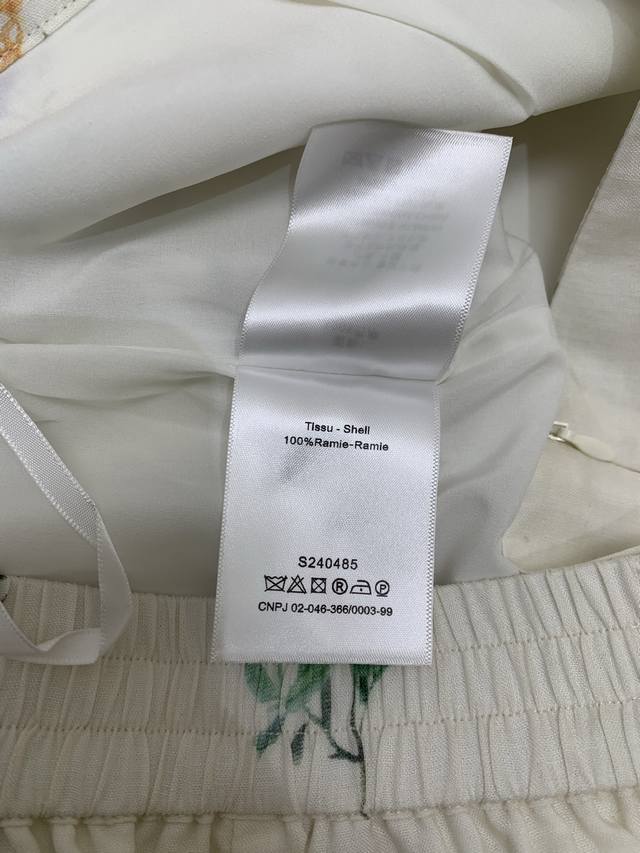 Tissu - Shell
100%Ramie-Ramie
S240485
CNPJ 02-046-366/0003-99